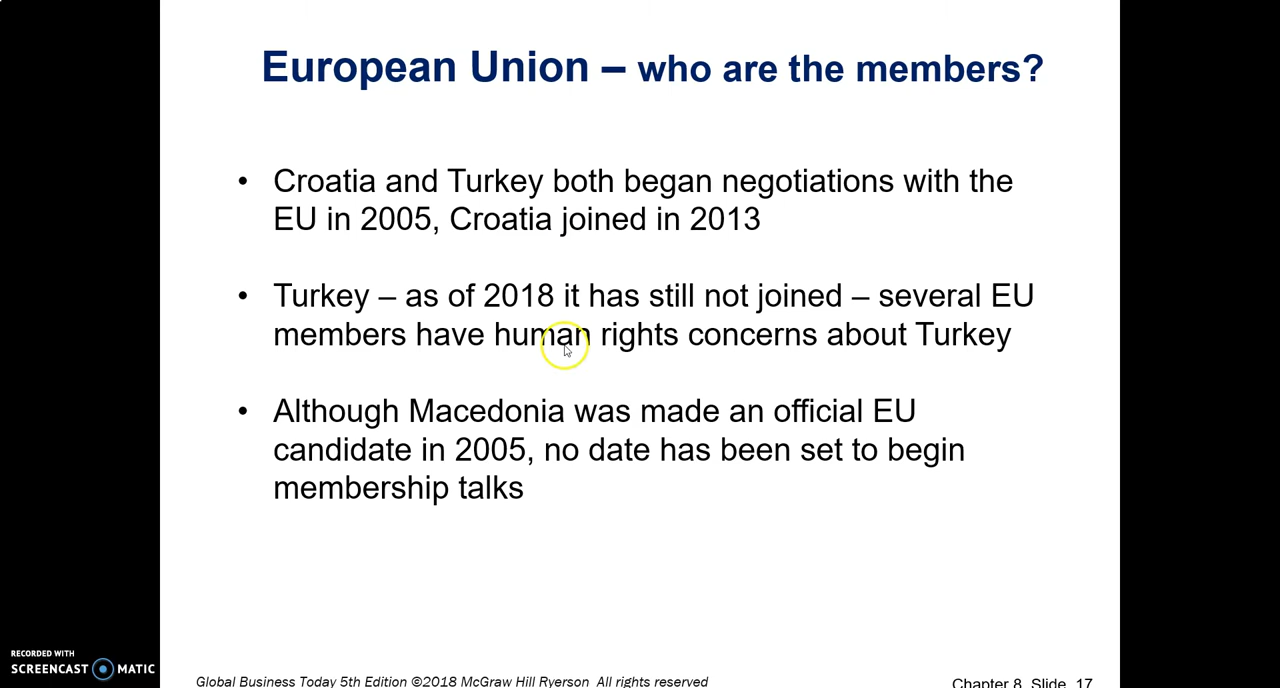 European Union – who are the members?
• Croatia and Turkey both began negotiations with the
EU in 2005, Croatia joined in 2013
• Turkey – as of 2018 it has still not joined – several EU
members have human rights concerns about Turkey
• Although Macedonia was made an official EU
candidate in 2005, no date has been set to begin
membership talks
RECORDED WITH
SCREENCAST MATIC
Global Business Today 5th Edition ©2018 McGraw Hill Ryerson All rights reserved
Chapter 8, Slide 17